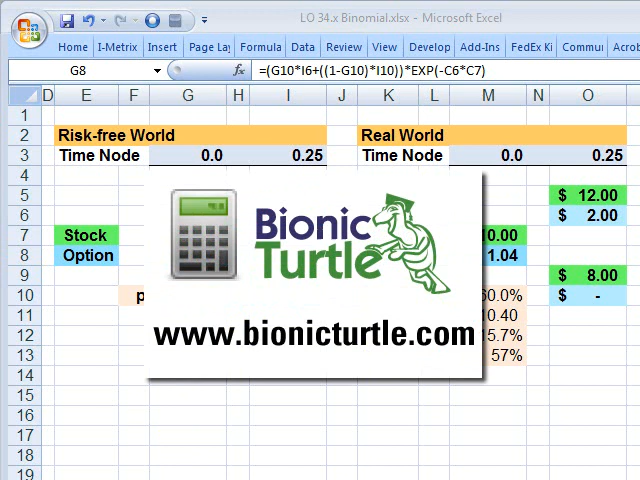 LO 34.x Binomial.xlsx - Microsoft Excel
Home I-Metrix Insert Page Lay Formula Data Review View Develop Add-Ins FedEx Ki Commu Acrob
G8 fx =(G10*I6+((1-G10)*I10))*EXP(-C6*C7)
D E F G H I J K L M N O
1
2 Risk-free World Real World
3 Time Node 0.0 0.25 Time Node 0.0 0.25
4
5 $ 12.00
6 $ 2.00
7 Stock 10.00
8 Option 1.04
9 $ 8.00
10 p 60.0% $ -
11 10.40
12 15.7%
13 57%
14
15
16
17
18
19
Bionic
Turtle
www.bionicturtle.com